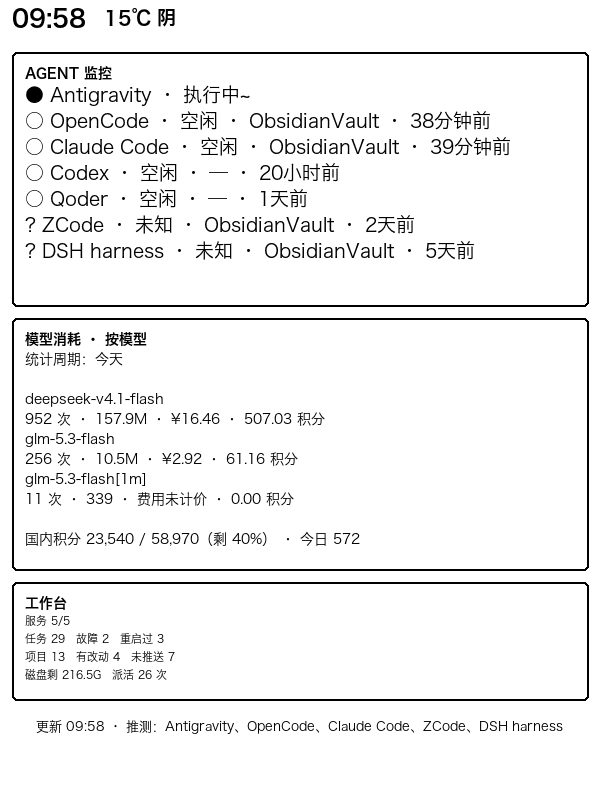 09:58 15℃ 阴
AGENT 监控
● Antigravity · 执行中~
○ OpenCode · 空闲 · ObsidianVault · 38分钟前
○ Claude Code · 空闲 · ObsidianVault · 39分钟前
○ Codex · 空闲 · — · 20小时前
○ Qoder · 空闲 · — · 1天前
? ZCode · 未知 · ObsidianVault · 2天前
? DSH harness · 未知 · ObsidianVault · 5天前
模型消耗 · 按模型
统计周期：今天
deepseek-v4.1-flash
952 次 · 157.9M · ¥16.46 · 507.03 积分
glm-5.3-flash
256 次 · 10.5M · ¥2.92 · 61.16 积分
glm-5.3-flash[1m]
11 次 · 339 · 费用未计价 · 0.00 积分
国内积分 23,540 / 58,970（剩 40%） · 今日 572
工作台
服务 5/5
任务 29 故障 2 重启过 3
项目 13 有改动 4 未推送 7
磁盘剩 216.5G 派活 26 次
更新 09:58 · 推测：Antigravity、OpenCode、Claude Code、ZCode、DSH harness